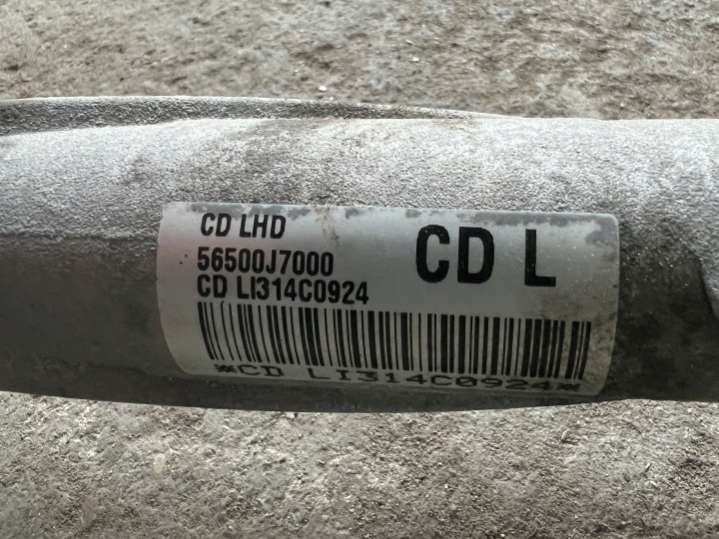 CD LHD
56500J7000
CD L
CD LI314C0924
*CD LI314C0924*